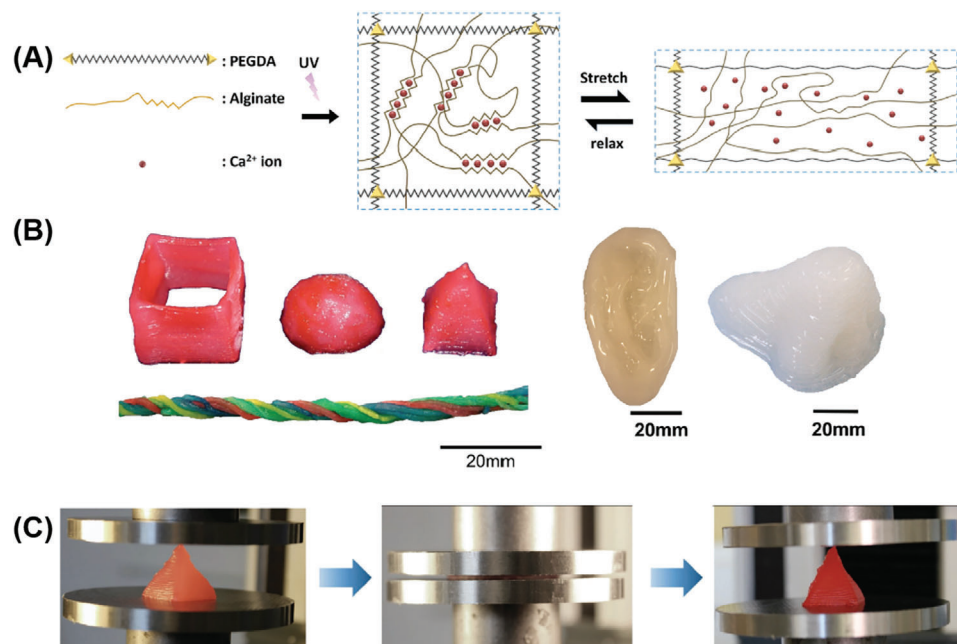 (A)
: PEGDA
: Alginate
: Ca²⁺ ion
UV
Stretch
relax
(B)
20mm
20mm
20mm
(C)